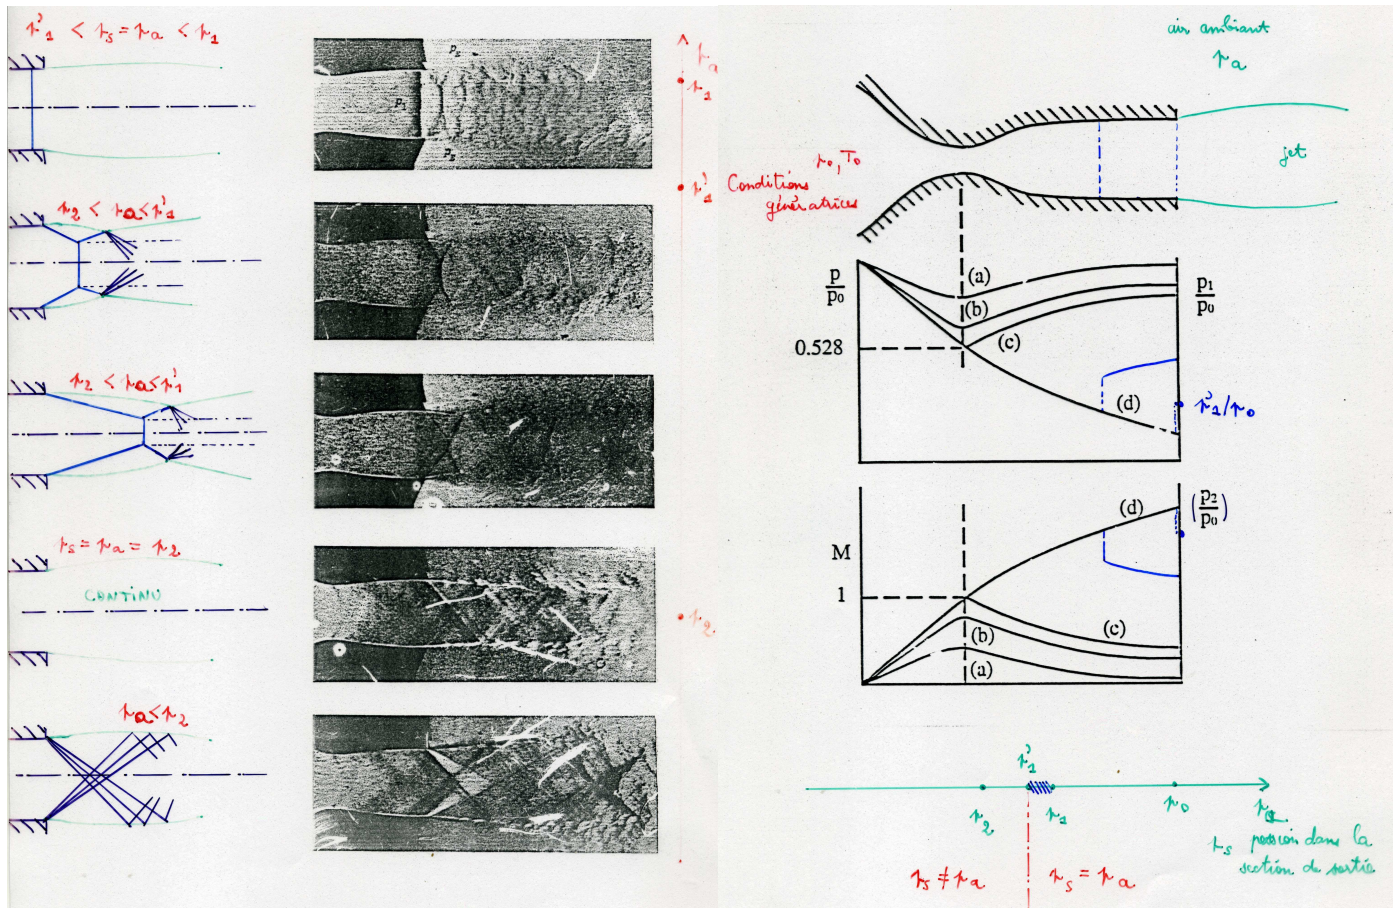 p'1 < ps = pa < p1
ps
p1
ps
p2 < pa < p'1
p2 < pa < p'1
ps = pa = p2
CONTINU
pa < p2
pa
p1
p'1
p2
air ambiant
pa
p0, T0
Conditions
génératrices
jet
p/p0
(a)
(b)
(c)
(d)
0.528
p1/p0
p'1/p0
(d)
(p2/p0)
M
1
(c)
(b)
(a)
p'1
p2
p1
p0
pa
ps pression dans la
section de sortie
ps ≠ pa
ps = pa